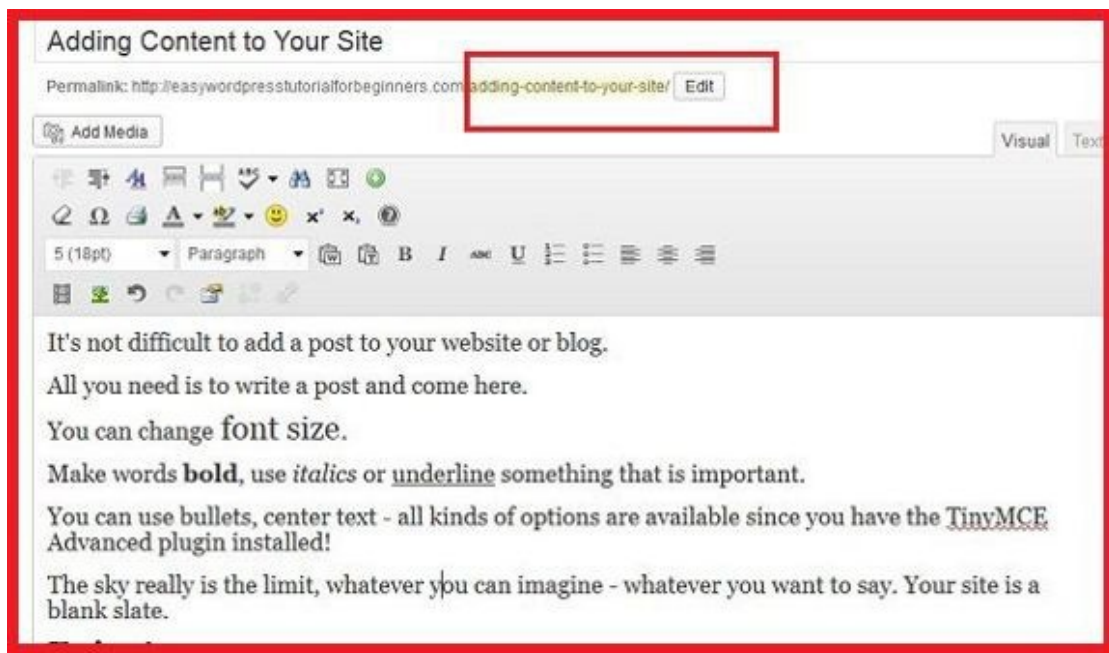 Adding Content to Your Site
Permalink: http://easywordpresstutorialforbeginners.com/adding-content-to-your-site/ Edit
Add Media
Visual Text
5 (18pt) Paragraph B I ABC U
It's not difficult to add a post to your website or blog.
All you need is to write a post and come here.
You can change font size.
Make words bold, use italics or underline something that is important.
You can use bullets, center text - all kinds of options are available since you have the TinyMCE
Advanced plugin installed!
The sky really is the limit, whatever you can imagine - whatever you want to say. Your site is a
blank slate.